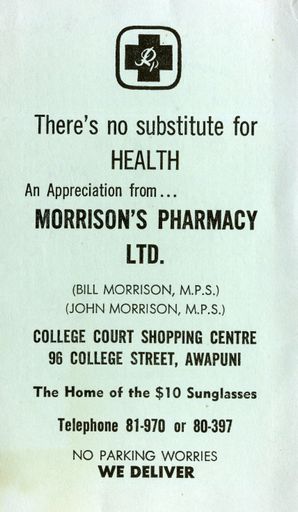 Rp
There's no substitute for
HEALTH
An Appreciation from...
MORRISON'S PHARMACY
LTD.
(BILL MORRISON, M.P.S.)
(JOHN MORRISON, M.P.S.)
COLLEGE COURT SHOPPING CENTRE
96 COLLEGE STREET, AWAPUNI
The Home of the $10 Sunglasses
Telephone 81-970 or 80-397
NO PARKING WORRIES
WE DELIVER